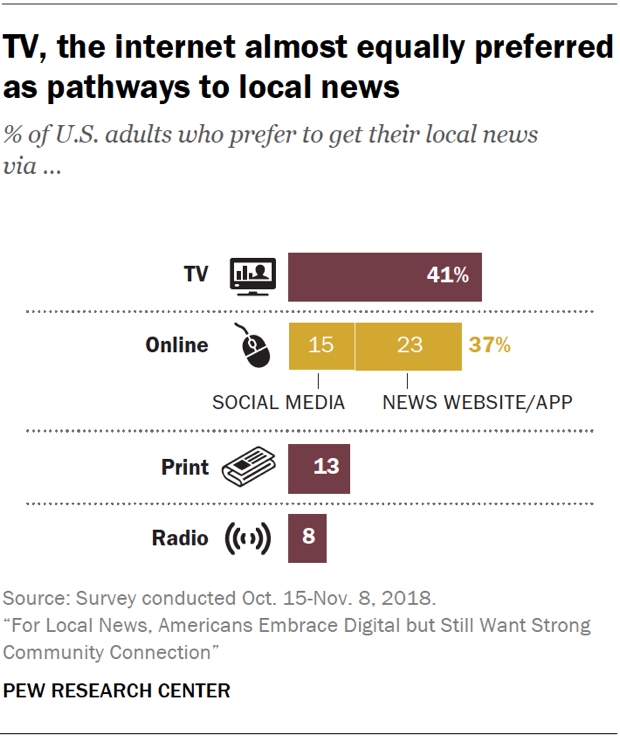 TV, the internet almost equally preferred
as pathways to local news
% of U.S. adults who prefer to get their local news
via ...
TV 41%
Online 15 23 37%
SOCIAL MEDIA NEWS WEBSITE/APP
Print 13
Radio 8
Source: Survey conducted Oct. 15-Nov. 8, 2018.
“For Local News, Americans Embrace Digital but Still Want Strong
Community Connection”
PEW RESEARCH CENTER